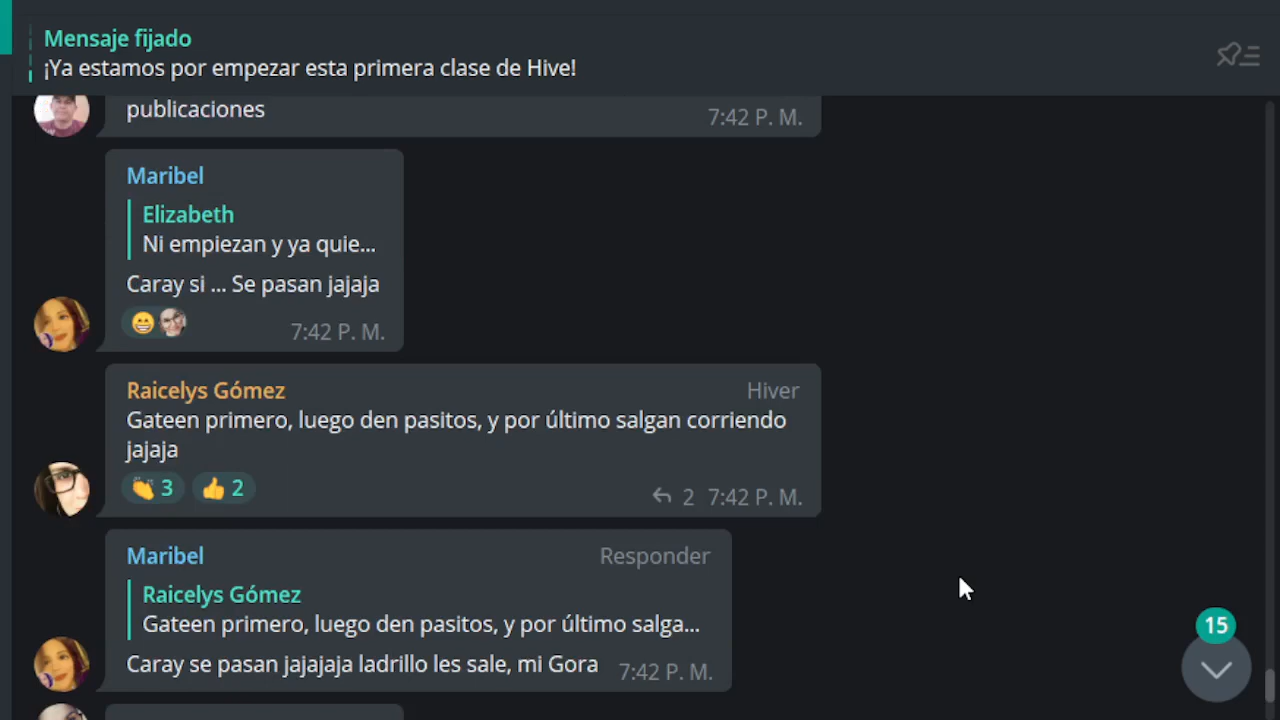 Mensaje fijado
¡Ya estamos por empezar esta primera clase de Hive!
publicaciones
7:42 P. M.
Maribel
Elizabeth
Ni empiezan y ya quie...
Caray si ... Se pasan jajaja
7:42 P. M.
Raicelys Gómez
Hiver
Gateen primero, luego den pasitos, y por último salgan corriendo
jajaja
3
2
2 7:42 P. M.
Maribel
Responder
Raicelys Gómez
Gateen primero, luego den pasitos, y por último salga...
Caray se pasan jajajaja ladrillo les sale, mi Gora
7:42 P. M.
15